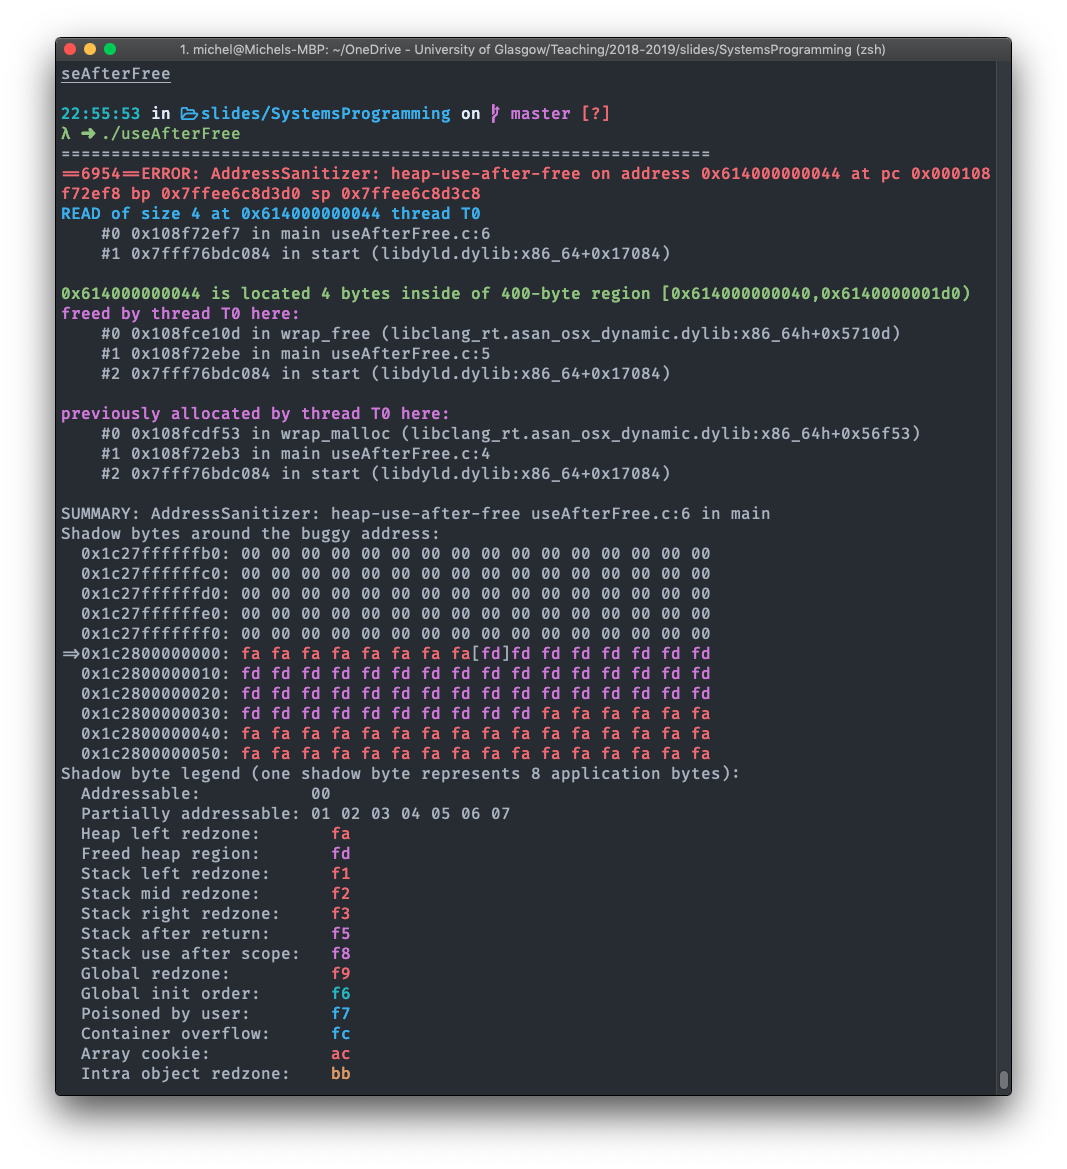 1. michel@Michels-MBP: ~/OneDrive - University of Glasgow/Teaching/2018-2019/slides/SystemsProgramming (zsh)
seAfterFree
22:55:53 in slides/SystemsProgramming on master [?]
λ ➜ ./useAfterFree
=================================================================
==6954==ERROR: AddressSanitizer: heap-use-after-free on address 0x614000000044 at pc 0x000108
f72ef8 bp 0x7ffee6c8d3d0 sp 0x7ffee6c8d3c8
READ of size 4 at 0x614000000044 thread T0
    #0 0x108f72ef7 in main useAfterFree.c:6
    #1 0x7fff76bdc084 in start (libdyld.dylib:x86_64+0x17084)
0x614000000044 is located 4 bytes inside of 400-byte region [0x614000000040,0x6140000001d0)
freed by thread T0 here:
    #0 0x108fce10d in wrap_free (libclang_rt.asan_osx_dynamic.dylib:x86_64h+0x5710d)
    #1 0x108f72ebe in main useAfterFree.c:5
    #2 0x7fff76bdc084 in start (libdyld.dylib:x86_64+0x17084)
previously allocated by thread T0 here:
    #0 0x108fcdf53 in wrap_malloc (libclang_rt.asan_osx_dynamic.dylib:x86_64h+0x56f53)
    #1 0x108f72eb3 in main useAfterFree.c:4
    #2 0x7fff76bdc084 in start (libdyld.dylib:x86_64+0x17084)
SUMMARY: AddressSanitizer: heap-use-after-free useAfterFree.c:6 in main
Shadow bytes around the buggy address:
  0x1c27ffffffb0: 00 00 00 00 00 00 00 00 00 00 00 00 00 00 00 00
  0x1c27ffffffc0: 00 00 00 00 00 00 00 00 00 00 00 00 00 00 00 00
  0x1c27ffffffd0: 00 00 00 00 00 00 00 00 00 00 00 00 00 00 00 00
  0x1c27ffffffe0: 00 00 00 00 00 00 00 00 00 00 00 00 00 00 00 00
  0x1c27fffffff0: 00 00 00 00 00 00 00 00 00 00 00 00 00 00 00 00
=>0x1c2800000000: fa fa fa fa fa fa fa fa[fd]fd fd fd fd fd fd fd
  0x1c2800000010: fd fd fd fd fd fd fd fd fd fd fd fd fd fd fd fd
  0x1c2800000020: fd fd fd fd fd fd fd fd fd fd fd fd fd fd fd fd
  0x1c2800000030: fd fd fd fd fd fd fd fd fd fd fa fa fa fa fa fa
  0x1c2800000040: fa fa fa fa fa fa fa fa fa fa fa fa fa fa fa fa
  0x1c2800000050: fa fa fa fa fa fa fa fa fa fa fa fa fa fa fa fa
Shadow byte legend (one shadow byte represents 8 application bytes):
  Addressable:           00
  Partially addressable: 01 02 03 04 05 06 07
  Heap left redzone:       fa
  Freed heap region:       fd
  Stack left redzone:      f1
  Stack mid redzone:       f2
  Stack right redzone:     f3
  Stack after return:      f5
  Stack use after scope:   f8
  Global redzone:          f9
  Global init order:       f6
  Poisoned by user:        f7
  Container overflow:      fc
  Array cookie:            ac
  Intra object redzone:    bb